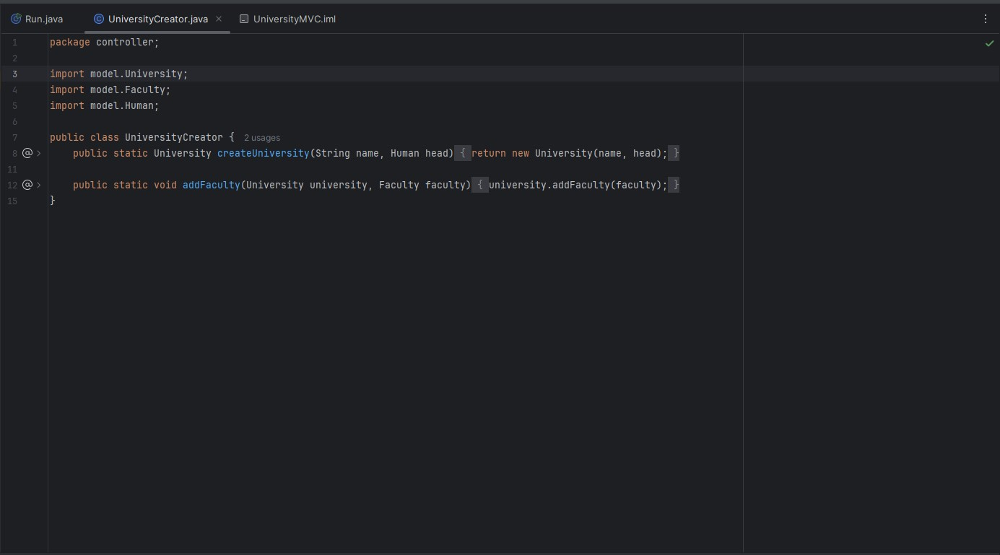 Run.java UniversityCreator.java UniversityMVC.iml
1 package controller;
2
3 import model.University;
4 import model.Faculty;
5 import model.Human;
6
7 public class UniversityCreator { 2 usages
8 public static University createUniversity(String name, Human head) { return new University(name, head); }
11
12 public static void addFaculty(University university, Faculty faculty) { university.addFaculty(faculty); }
15 }